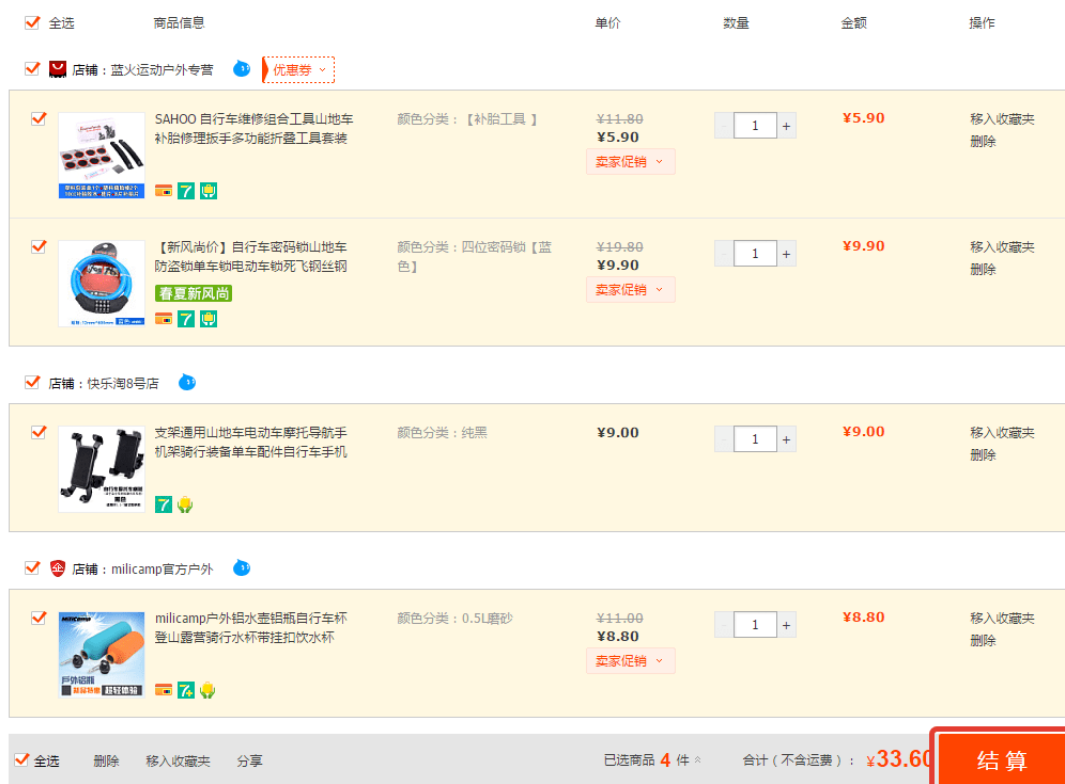 全选 商品信息 单价 数量 金额 操作
店铺：蓝火运动户外专营 优惠券
SAHOO 自行车维修组合工具山地车 颜色分类：【补胎工具 】 ¥11.80 1 + ¥5.90 移入收藏夹
补胎修理扳手多功能折叠工具套装 ¥5.90 删除
卖家促销
7
【新风尚价】自行车密码锁山地车 颜色分类：四位密码锁【蓝 ¥19.80 1 + ¥9.90 移入收藏夹
防盗锁单车锁电动车锁死飞钢丝钢 色】 ¥9.90 删除
春夏新风尚 卖家促销
7
店铺：快乐淘8号店
支架通用山地车电动车摩托导航手 颜色分类：纯黑 ¥9.00 1 + ¥9.00 移入收藏夹
机架骑行装备单车配件自行车手机 删除
黑色
7
企 店铺：milicamp官方户外
milicamp户外铝水壶铝瓶自行车杯 颜色分类：0.5L磨砂 ¥11.00 1 + ¥8.80 移入收藏夹
登山露营骑行水杯带挂扣饮水杯 ¥8.80 删除
卖家促销
户外铝瓶
超轻体验
7+
全选 删除 移入收藏夹 分享 已选商品 4 件 合计（不含运费）：¥33.60 结 算